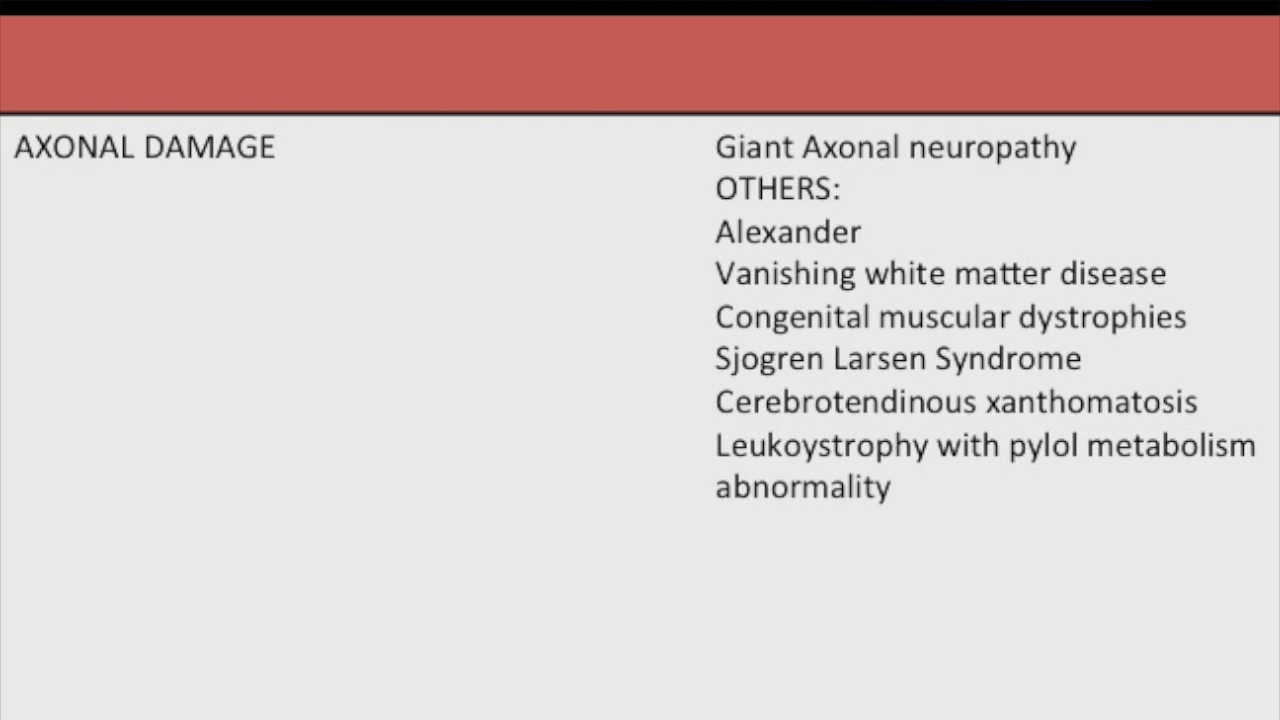 AXONAL DAMAGE
Giant Axonal neuropathy
OTHERS:
Alexander
Vanishing white matter disease
Congenital muscular dystrophies
Sjogren Larsen Syndrome
Cerebrotendinous xanthomatosis
Leukoystrophy with pylol metabolism
abnormality